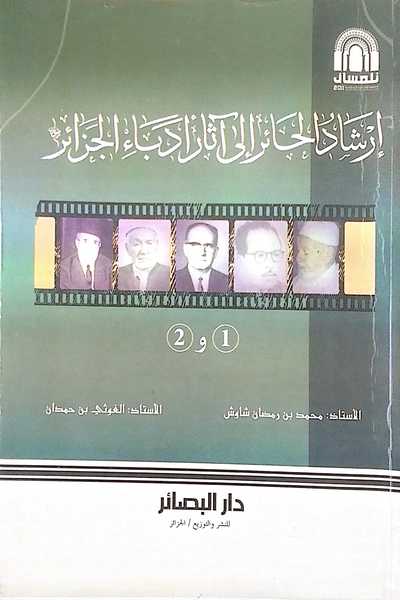 تلمسان
2011
إرشاد الحائر إلى آثار أدباء الجزائر
1 و 2
الأستاذ: محمد بن رمضان شاوش
الأستاذ: الغوثي بن حمدان
دار البصائر
للنشر والتوزيع / الجزائر